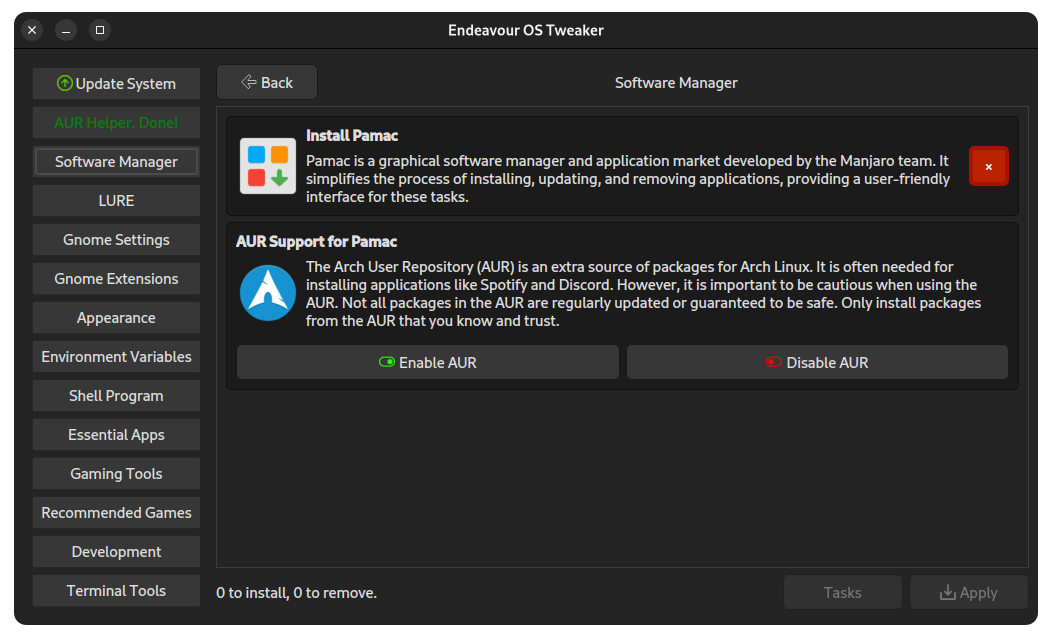 Endeavour OS Tweaker
Update System
AUR Helper. Done!
Software Manager
LURE
Gnome Settings
Gnome Extensions
Appearance
Environment Variables
Shell Program
Essential Apps
Gaming Tools
Recommended Games
Development
Terminal Tools
Back
Software Manager
Install Pamac
Pamac is a graphical software manager and application market developed by the Manjaro team. It
simplifies the process of installing, updating, and removing applications, providing a user-friendly
interface for these tasks.
AUR Support for Pamac
The Arch User Repository (AUR) is an extra source of packages for Arch Linux. It is often needed for
installing applications like Spotify and Discord. However, it is important to be cautious when using the
AUR. Not all packages in the AUR are regularly updated or guaranteed to be safe. Only install packages
from the AUR that you know and trust.
Enable AUR
Disable AUR
0 to install, 0 to remove.
Tasks
Apply